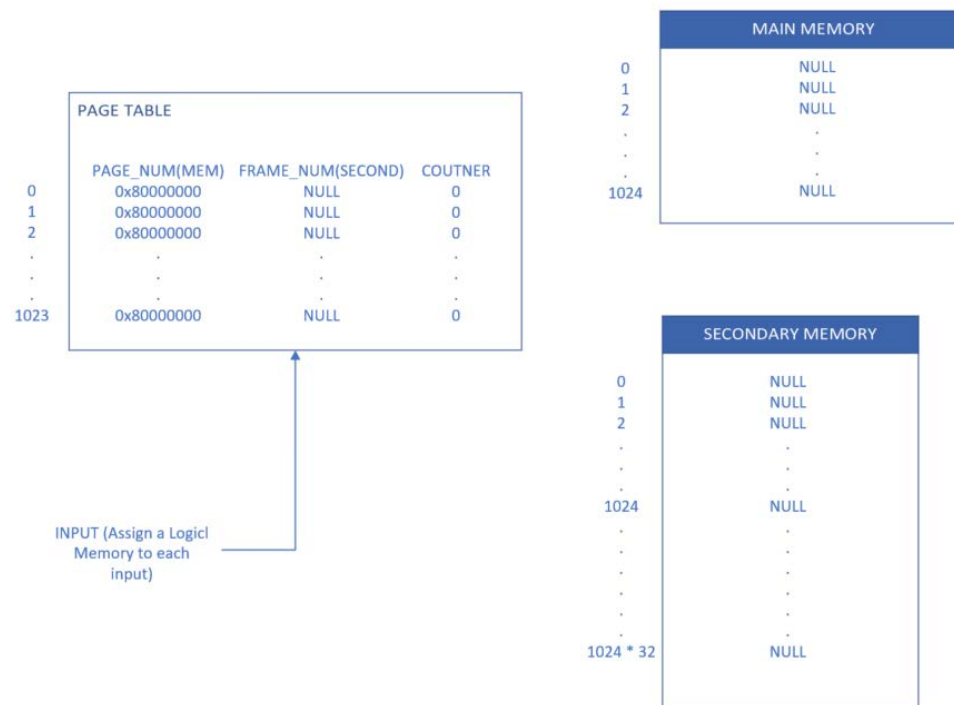 MAIN MEMORY
0 NULL
1 NULL
2 NULL
. .
. .
. .
1024 NULL
PAGE TABLE
PAGE_NUM(MEM) FRAME_NUM(SECOND) COUTNER
0 0x80000000 NULL 0
1 0x80000000 NULL 0
2 0x80000000 NULL 0
. . . .
. . . .
. . . .
1023 0x80000000 NULL 0
SECONDARY MEMORY
0 NULL
1 NULL
2 NULL
. .
. .
. .
1024 NULL
. .
. .
. .
. .
. .
. .
1024 * 32 NULL
INPUT (Assign a Logicl
Memory to each
input)